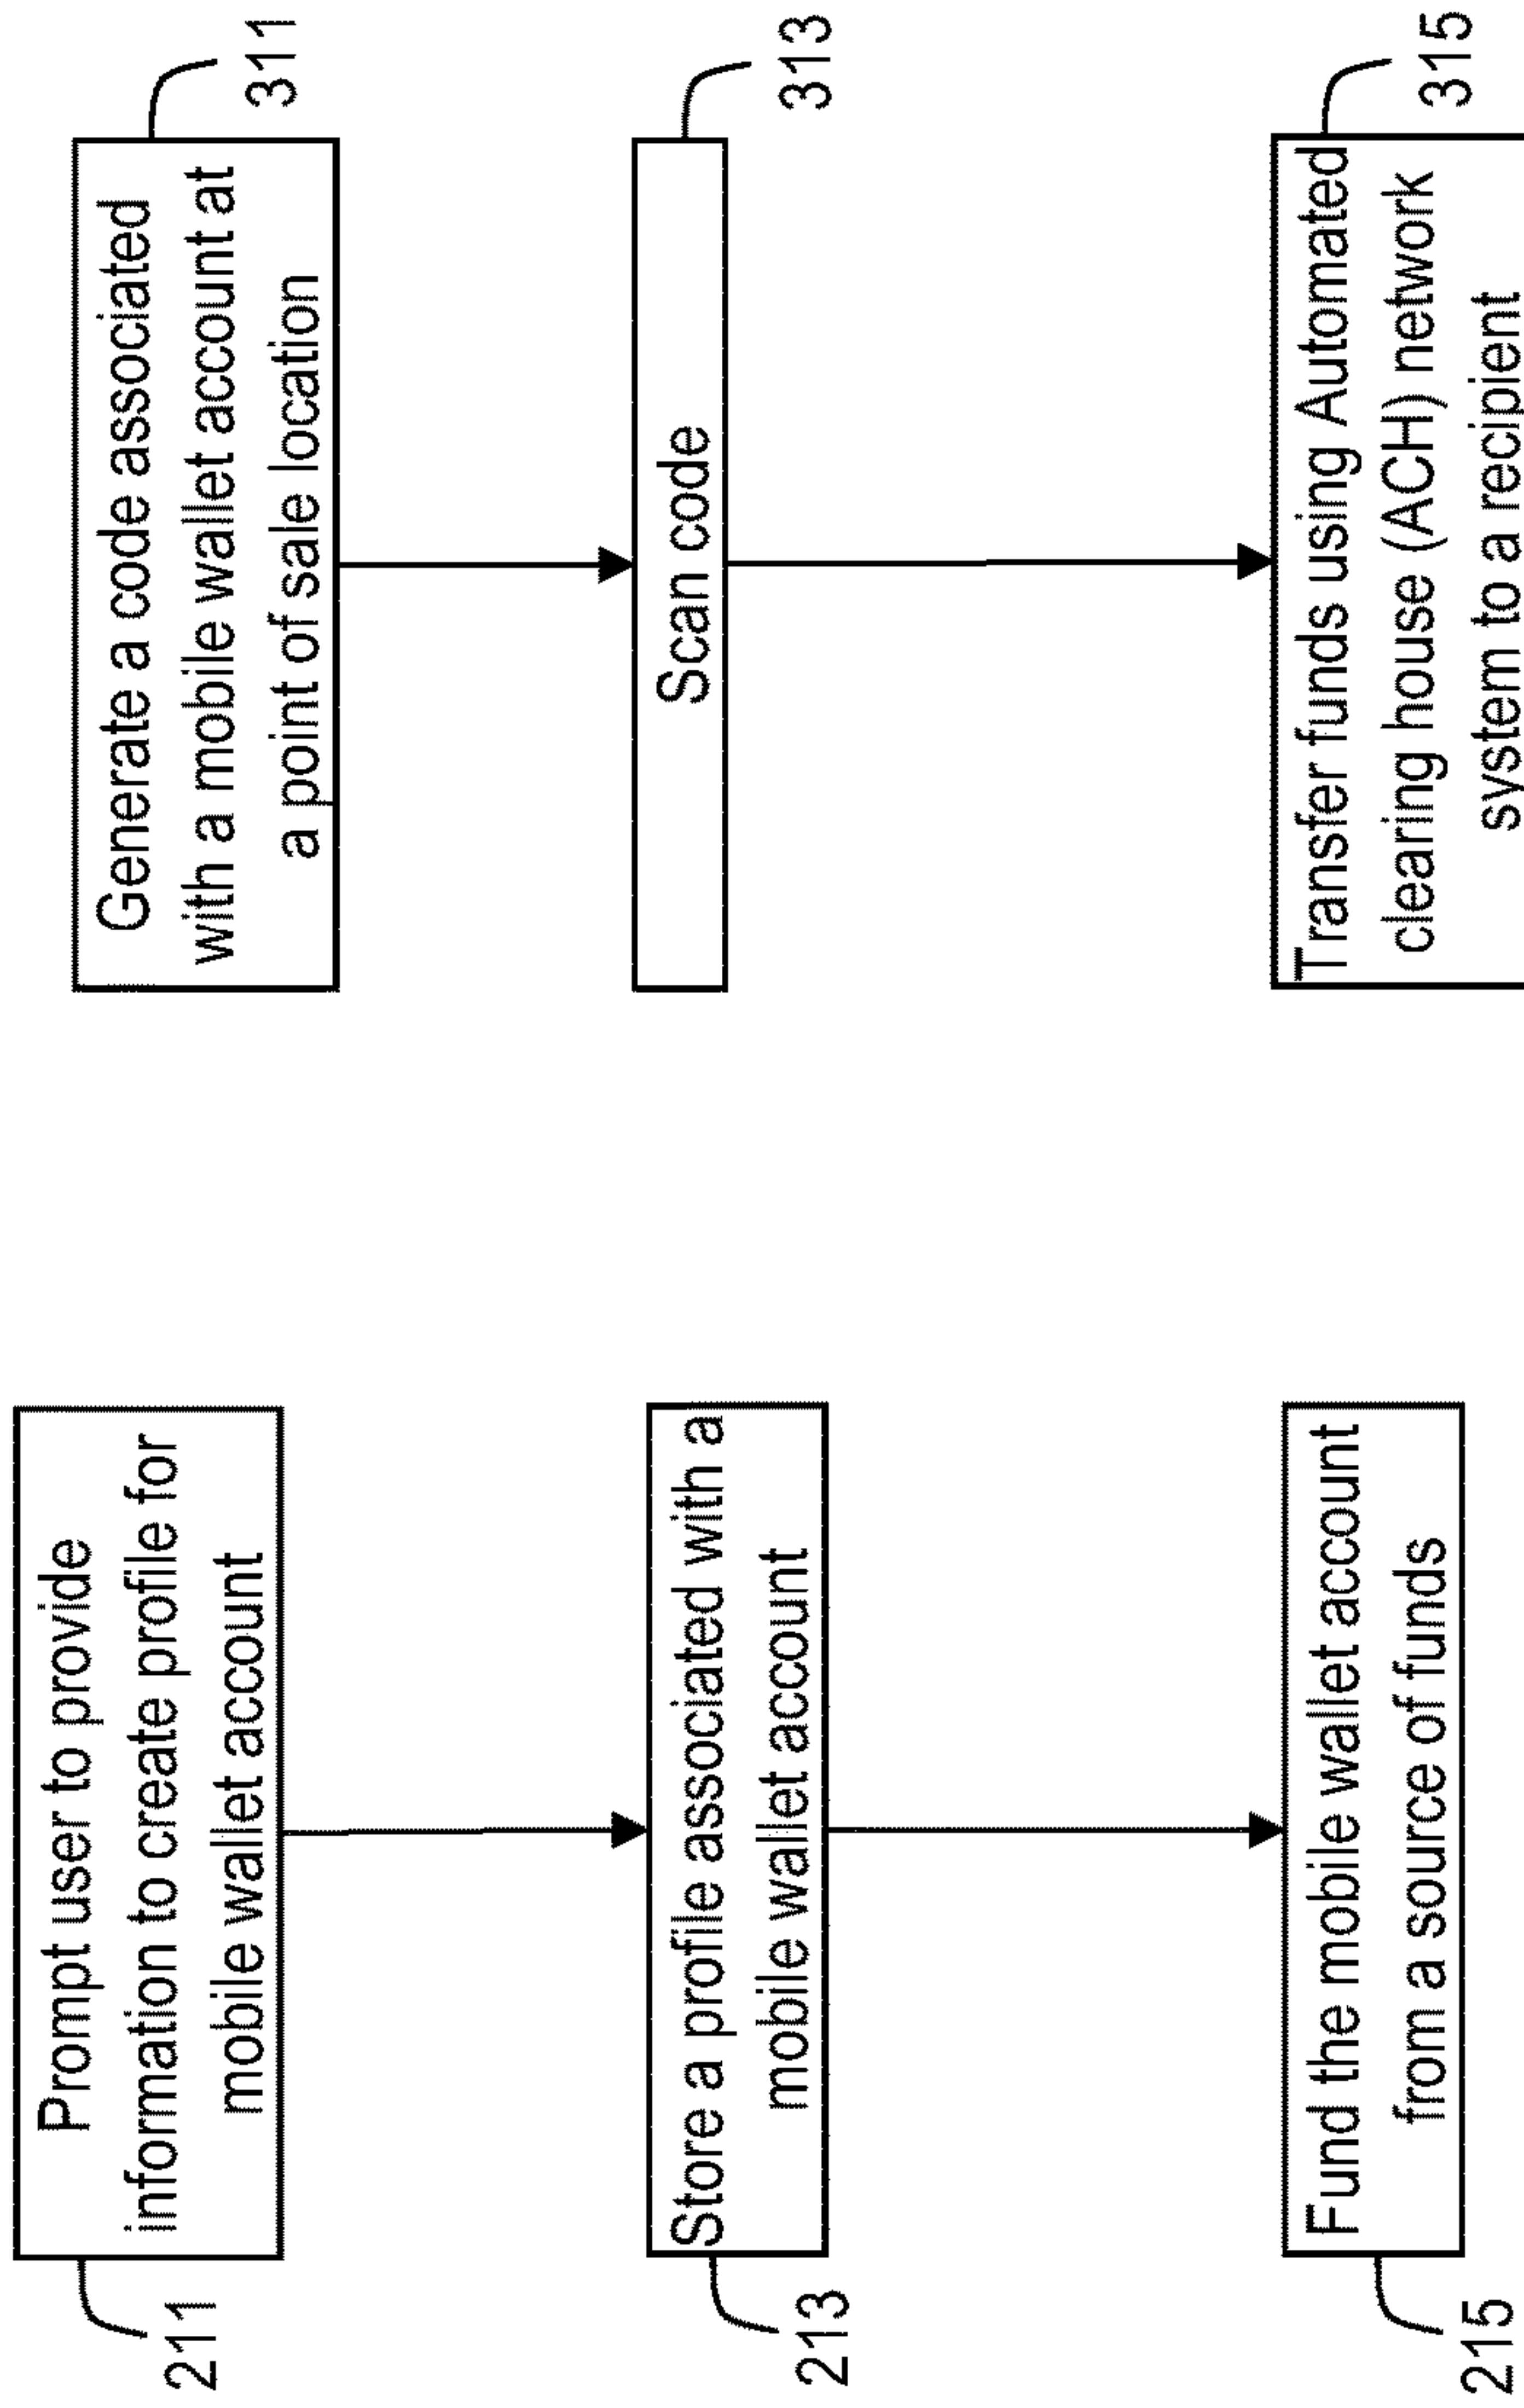 211
Prompt user to provide
information to create profile for
mobile wallet account
213
Store a profile associated with a
mobile wallet account
215
Fund the mobile wallet account
from a source of funds
Generate a code associated
with a mobile wallet account at
a point of sale location
311
Scan code
313
Transfer funds using Automated
clearing house (ACH) network
system to a recipient
315